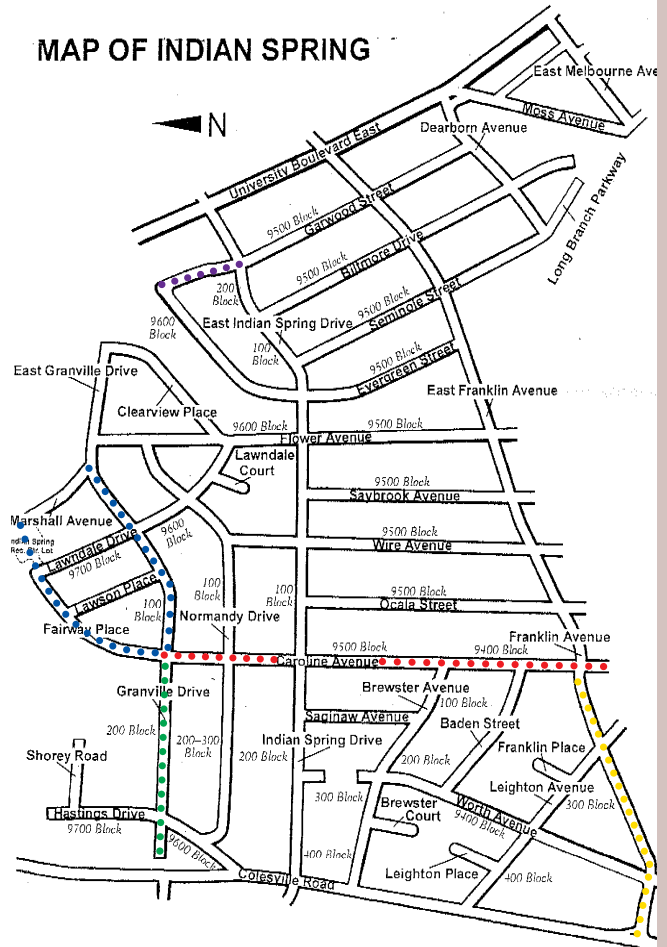 MAP OF INDIAN SPRING
N
East Melbourne Ave
Moss Avenue
Dearborn Avenue
University Boulevard East
Long Branch Parkway
9500 Block
Garwood Street
9500 Block
Biltmore Drive
200
Block
9500 Block
Seminole Street
9600
Block
East Indian Spring Drive
100
Block
9500 Block
Evergreen Street
East Granville Drive
Clearview Place
East Franklin Avenue
9600 Block
9500 Block
Flower Avenue
Lawndale
Court
9500 Block
Saybrook Avenue
Marshall Avenue
Indian Spring
Rec.
Lot
9600
Block
Lawndale Drive
9700 Block
9500 Block
Wire Avenue
Lawson Place
100
Block
100
Block
100
Block
9500 Block
Ocala Street
Normandy Drive
Fairway Place
Franklin Avenue
9500 Block
9400 Block
Caroline Avenue
Granville Drive
Brewster Avenue
100 Block
Saginaw Avenue
Baden Street
200 Block
200-300
Block
200 Block
Indian Spring Drive
Franklin Place
Shorey Road
200 Block
Leighton Avenue
300 Block
300 Block
Brewster
Court
Worth Avenue
9400 Block
Hastings Drive
9700 Block
9600 Block
400 Block
Leighton Place
400 Block
Colesville Road